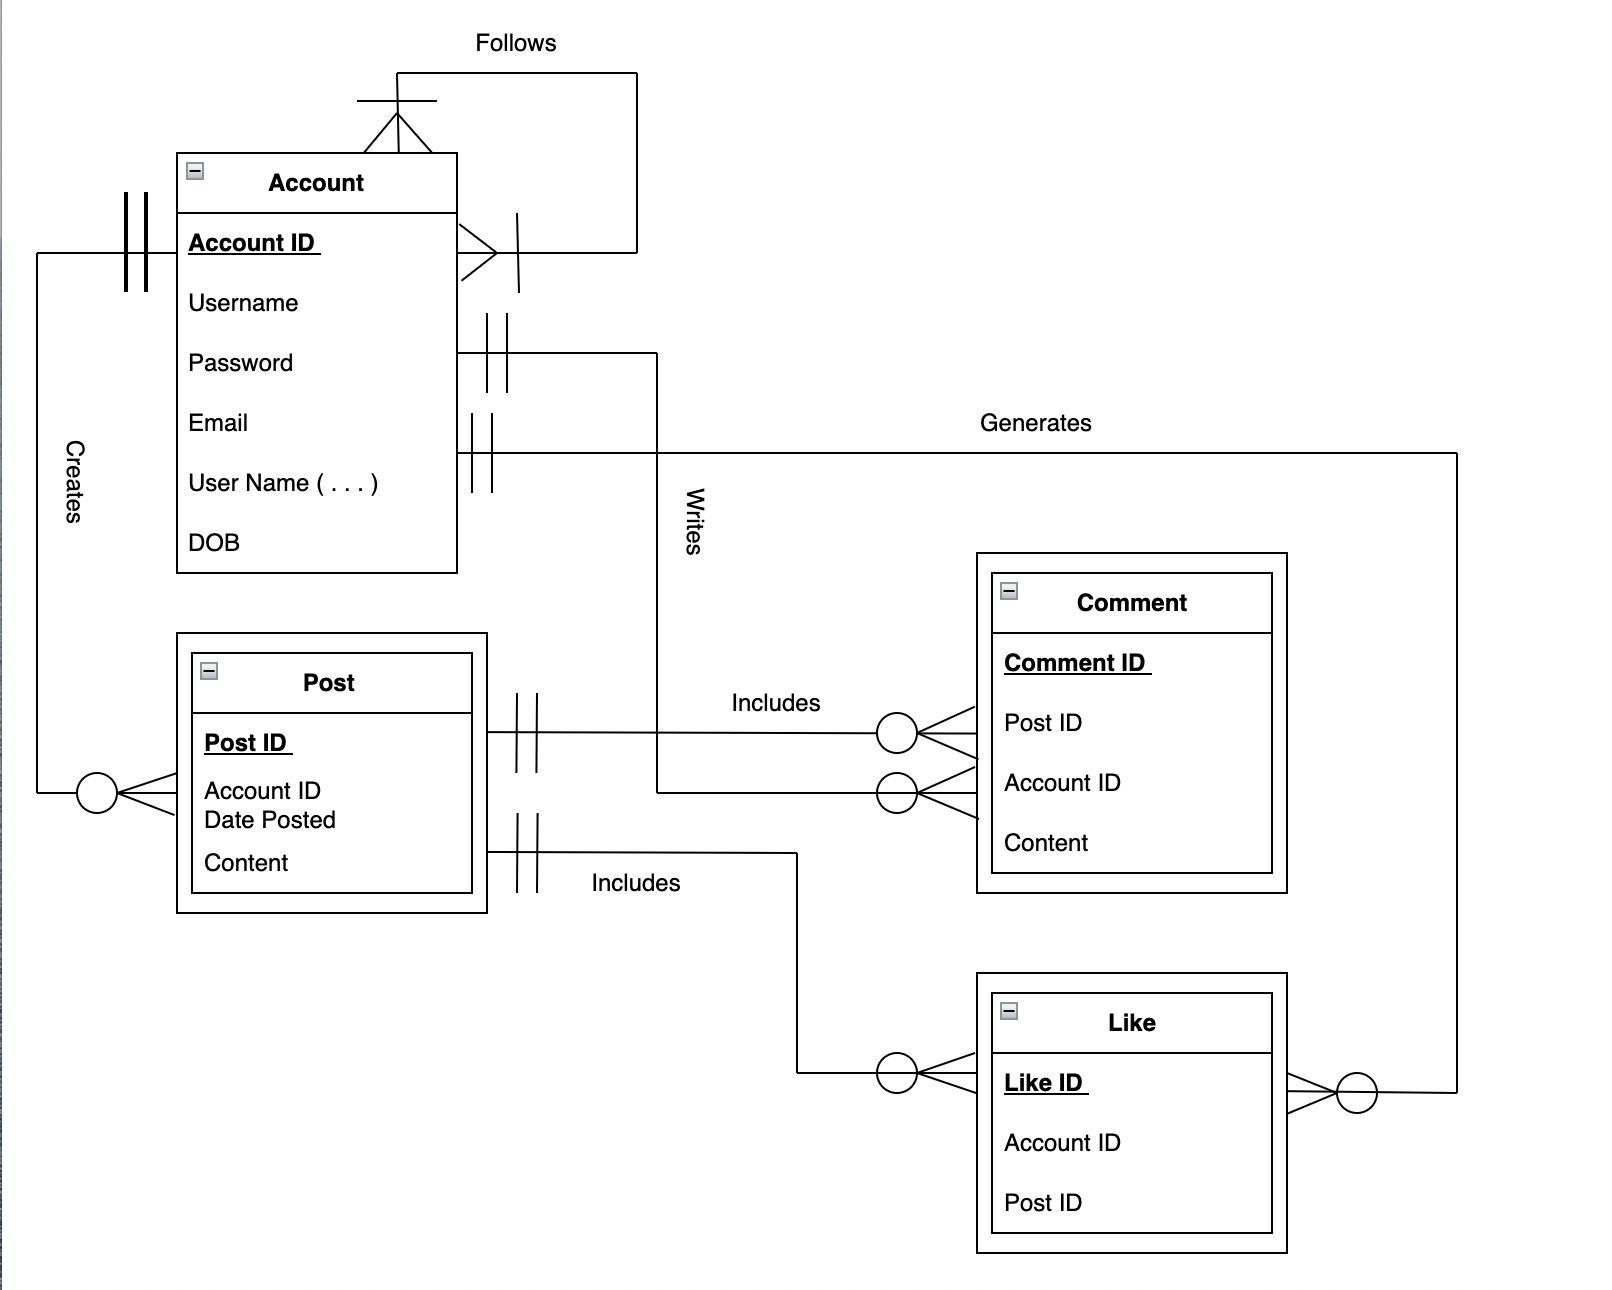 Follows
Account
Account ID
Username
Password
Email
User Name ( . . . )
DOB
Creates
Generates
Writes
Comment
Comment ID
Post ID
Account ID
Content
Post
Post ID
Account ID
Date Posted
Content
Includes
Includes
Like
Like ID
Account ID
Post ID